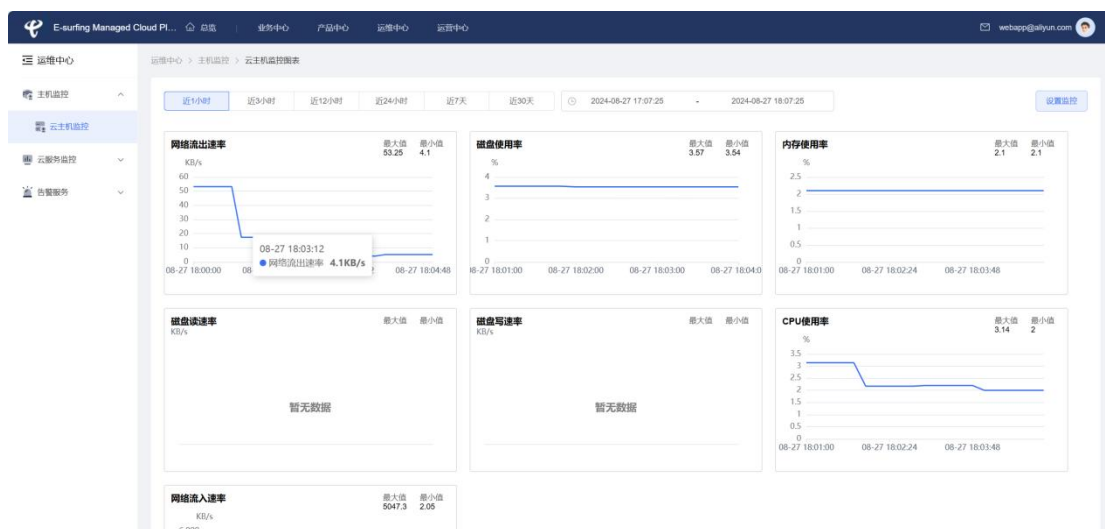 E-surfing Managed Cloud Pl... 总览 业务中心 产品中心 运维中心 运营中心 webapp@aliyun.com
运维中心
运维中心 > 主机监控 > 云主机监控图表
主机监控
云主机监控
云服务监控
告警服务
近1小时 近3小时 近12小时 近24小时 近7天 近30天 2024-08-27 17:07:25 - 2024-08-27 18:07:25 设置监控
网络流出速率 最大值 最小值
53.25 4.1
KB/s
60
50
40
30
20
10
0
08-27 18:03:12
网络流出速率 4.1KB/s
08-27 18:00:00 08-27 18:04:48
磁盘使用率 最大值 最小值
3.57 3.54
%
4
3
2
1
0
8-27 18:01:00 08-27 18:02:00 08-27 18:03:00 08-27 18:04:0
内存使用率 最大值 最小值
2.1 2.1
%
2.5
2
1.5
1
0.5
0
08-27 18:01:00 08-27 18:02:24 08-27 18:03:48
磁盘读速率 最大值 最小值
KB/s
暂无数据
磁盘写速率 最大值 最小值
KB/s
暂无数据
CPU使用率 最大值 最小值
3.14 2
%
3.5
3
2.5
2
1.5
1
0.5
0
08-27 18:01:00 08-27 18:02:24 08-27 18:03:48
网络流入速率 最大值 最小值
5047.3 2.05
KB/s